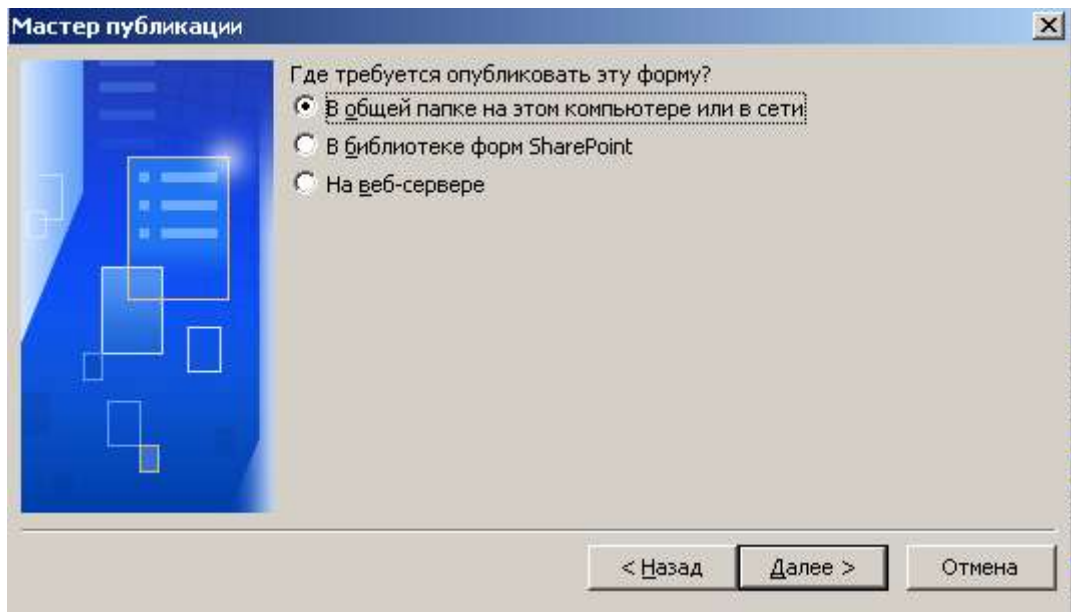 Мастер публикации
Где требуется опубликовать эту форму?
В общей папке на этом компьютере или в сети
В библиотеке форм SharePoint
На веб-сервере
< Назад Далее > Отмена